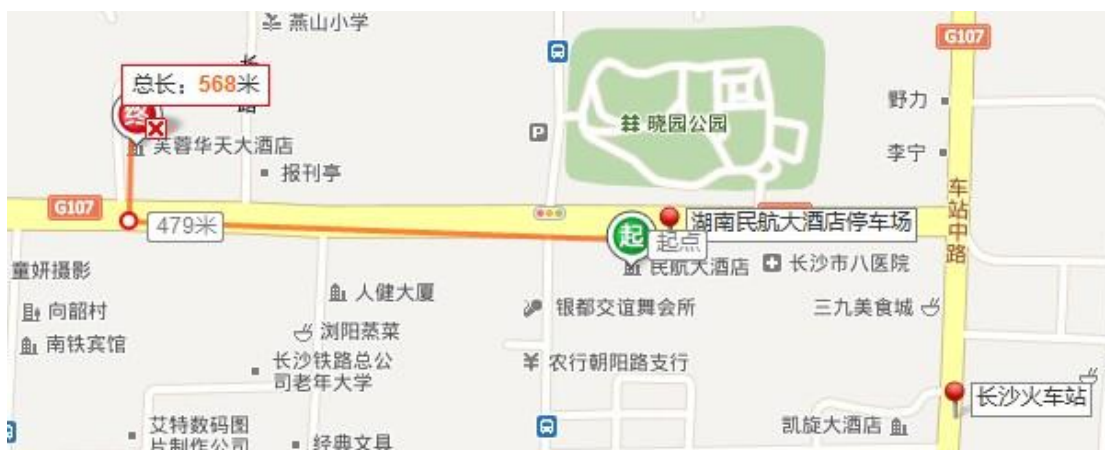 燕山小学
G107
总长：568米
长
路
终
野力
晓园公园
芙蓉华天大酒店
李宁
报刊亭
G107
479米
起
起点
湖南民航大酒店停车场
车站中路
童妍摄影
民航大酒店
长沙市八医院
人健大厦
向韶村
银都交谊舞会所
三九美食城
浏阳蒸菜
南铁宾馆
长沙铁路总公
司老年大学
农行朝阳路支行
长沙火车站
艾特数码图
片制作公司
经典文具
凯旋大酒店
P